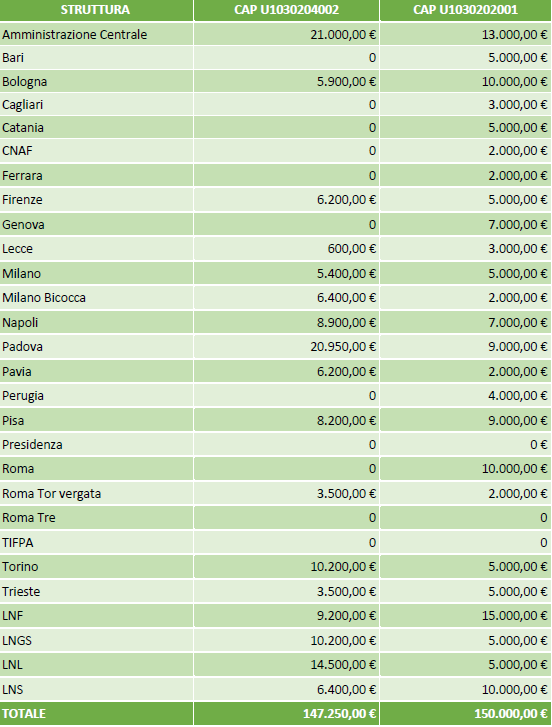 STRUTTURA CAP U1030204002 CAP U1030202001
Amministrazione Centrale 21.000,00 € 13.000,00 €
Bari 0 5.000,00 €
Bologna 5.900,00 € 10.000,00 €
Cagliari 0 3.000,00 €
Catania 0 5.000,00 €
CNAF 0 2.000,00 €
Ferrara 0 2.000,00 €
Firenze 6.200,00 € 5.000,00 €
Genova 0 7.000,00 €
Lecce 600,00 € 3.000,00 €
Milano 5.400,00 € 5.000,00 €
Milano Bicocca 6.400,00 € 2.000,00 €
Napoli 8.900,00 € 7.000,00 €
Padova 20.950,00 € 9.000,00 €
Pavia 6.200,00 € 2.000,00 €
Perugia 0 4.000,00 €
Pisa 8.200,00 € 9.000,00 €
Presidenza 0 0 €
Roma 0 10.000,00 €
Roma Tor vergata 3.500,00 € 2.000,00 €
Roma Tre 0 0
TIFPA 0 0
Torino 10.200,00 € 5.000,00 €
Trieste 3.500,00 € 5.000,00 €
LNF 9.200,00 € 15.000,00 €
LNGS 10.200,00 € 5.000,00 €
LNL 14.500,00 € 5.000,00 €
LNS 6.400,00 € 10.000,00 €
TOTALE 147.250,00 € 150.000,00 €